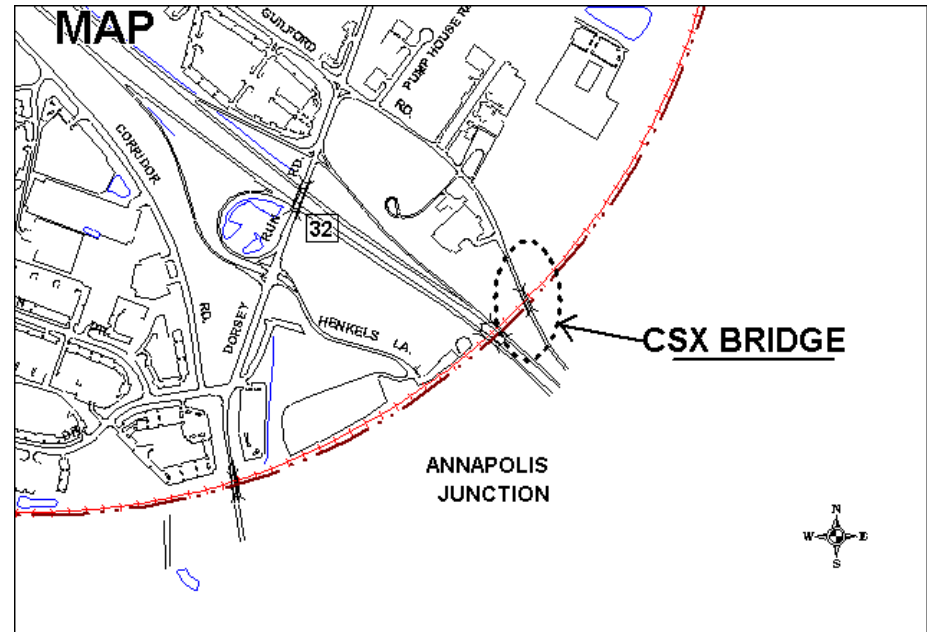 MAP
GUILFORD
PUMP HOUSE R
RD.
CORRIDOR
RD.
RUN
32
DORSEY
HENKELS LA.
RD.
DR.
CSX BRIDGE
ANNAPOLIS
JUNCTION
N
W E
S